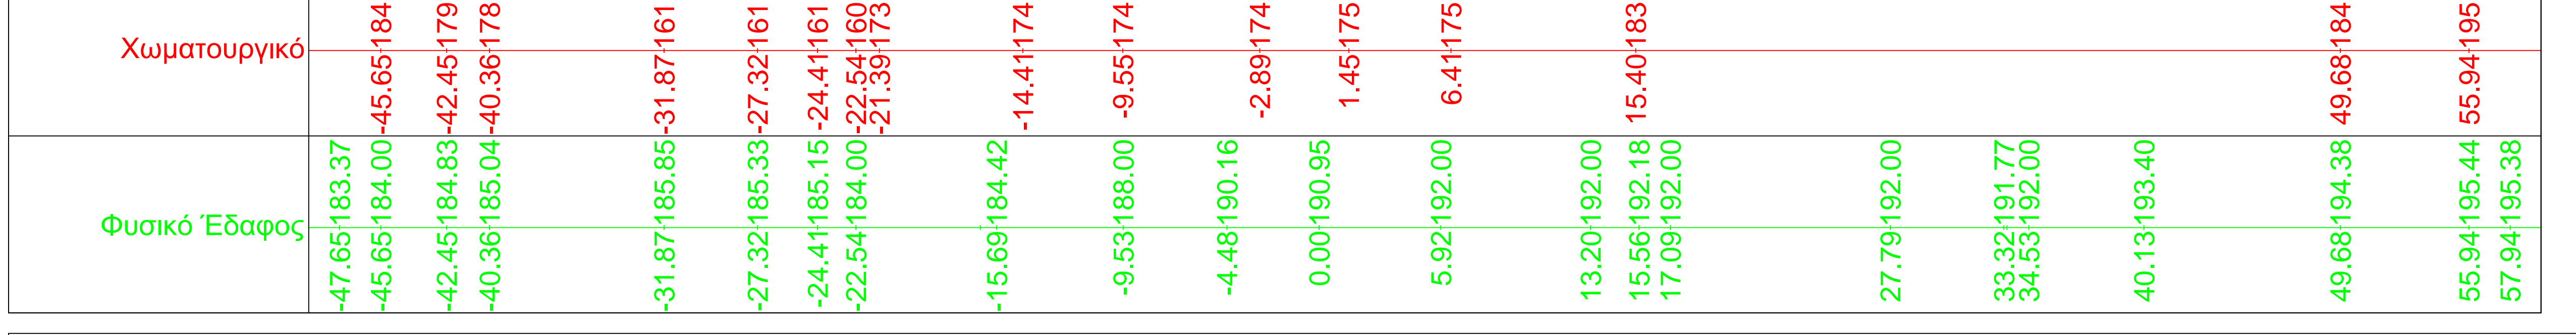 Χωματουργικό
184 179 178 161 161 161 160 173 174 174 174 175 175 183 184 195
-45.65 -42.45 -40.36 -31.87 -27.32 -24.41 -22.54 -21.39 -14.41 -9.55 -2.89 1.45 6.41 15.40 49.68 55.94
Φυσικό Έδαφος
183.37 184.00 184.83 185.04 185.85 185.33 185.15 184.00 184.42 188.00 190.16 190.95 192.00 192.00 192.18 192.00 192.00 191.77 192.00 193.40 194.38 195.44 195.38
-47.65 -45.65 -42.45 -40.36 -31.87 -27.32 -24.41 -22.54 -15.69 -9.53 -4.48 0.00 5.92 13.20 15.56 17.09 27.79 33.32 34.53 40.13 49.68 55.94 57.94